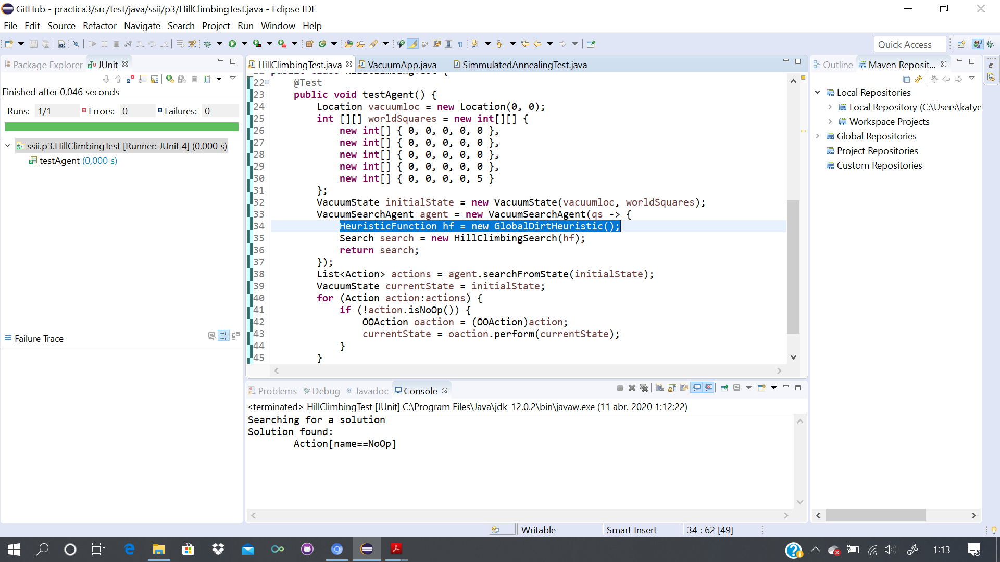 GitHub - practica3/src/test/java/ssii/p3/HillClimbingTest.java - Eclipse IDE
File Edit Source Refactor Navigate Search Project Run Window Help
Quick Access
Package Explorer JUnit
Finished after 0,046 seconds
Runs: 1/1 Errors: 0 Failures: 0
ssii.p3.HillClimbingTest [Runner: JUnit 4] (0,000 s)
testAgent (0,000 s)
Failure Trace
HillClimbingTest.java VacuumApp.java SimmulatedAnnealingTest.java
22 @Test
23 public void testAgent() {
24 Location vacuumloc = new Location(0, 0);
25 int [][] worldSquares = new int[][] {
26 new int[] { 0, 0, 0, 0, 0 },
27 new int[] { 0, 0, 0, 0, 0 },
28 new int[] { 0, 0, 0, 0, 0 },
29 new int[] { 0, 0, 0, 0, 0 },
30 new int[] { 0, 0, 0, 0, 5 }
31 };
32 VacuumState initialState = new VacuumState(vacuumloc, worldSquares);
33 VacuumSearchAgent agent = new VacuumSearchAgent(qs -> {
34 HeuristicFunction hf = new GlobalDirtHeuristic();
35 Search search = new HillClimbingSearch(hf);
36 return search;
37 });
38 List<Action> actions = agent.searchFromState(initialState);
39 VacuumState currentState = initialState;
40 for (Action action:actions) {
41 if (!action.isNoOp()) {
42 OOAction oaction = (OOAction)action;
43 currentState = oaction.perform(currentState);
44 }
45 }
Problems Debug Javadoc Console
<terminated> HillClimbingTest [JUnit] C:\Program Files\Java\jdk-12.0.2\bin\javaw.exe (11 abr. 2020 1:12:22)
Searching for a solution
Solution found:
Action[name==NoOp]
Outline Maven Reposit...
Local Repositories
Local Repository (C:\Users\katye
Workspace Projects
Global Repositories
Project Repositories
Custom Repositories
Writable Smart Insert 34 : 62 [49]
1:13